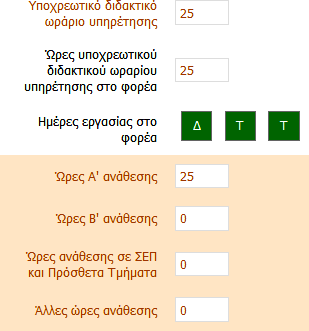 Υποχρεωτικό διδακτικό
ωράριο υπηρέτησης
25
Ώρες υποχρεωτικού
διδακτικού ωραρίου
υπηρέτησης στο φορέα
25
Ημέρες εργασίας στο
φορέα
Δ Τ Τ
Ώρες Α' ανάθεσης
25
Ώρες Β' ανάθεσης
0
Ώρες ανάθεσης σε ΣΕΠ
και Πρόσθετα Τμήματα
0
Άλλες ώρες ανάθεσης
0